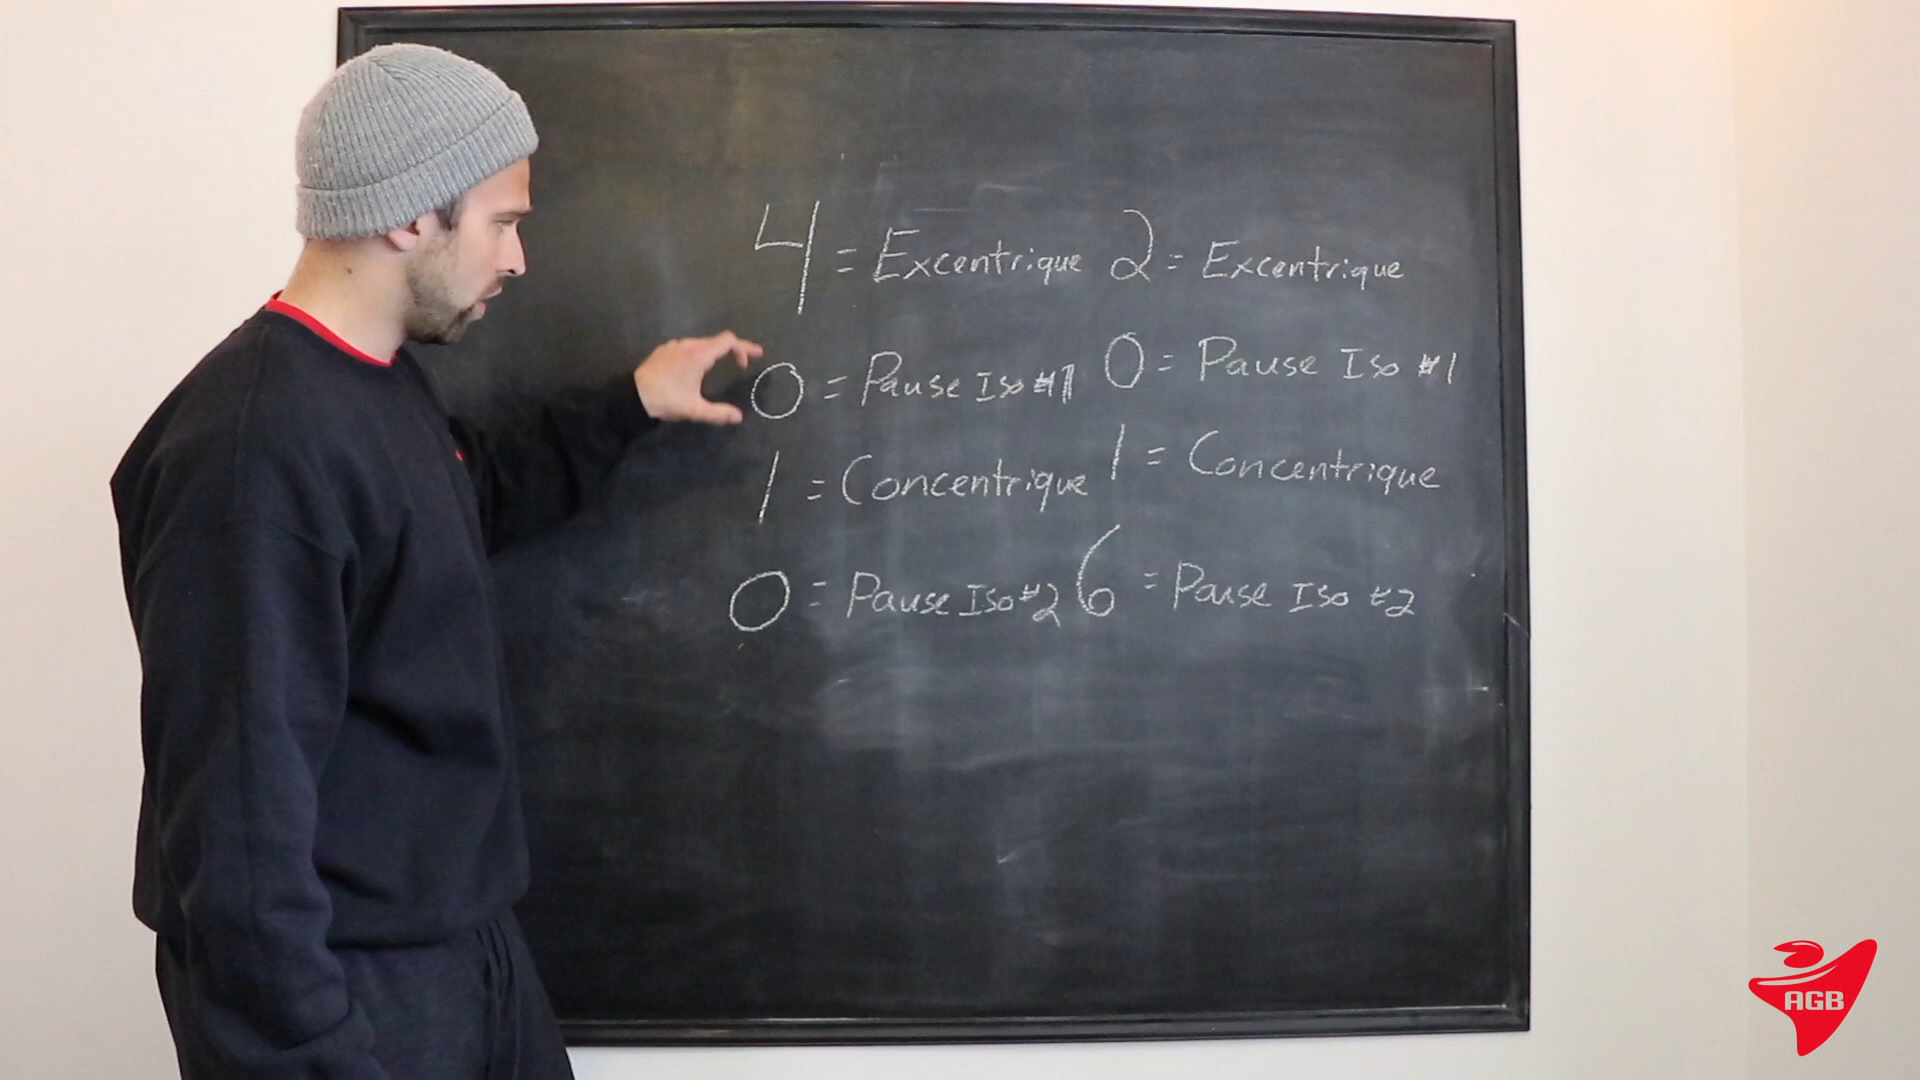 4 = Excentrique
0 = Pause Iso #1
1 = Concentrique
0 = Pause Iso #2
2 = Excentrique
0 = Pause Iso #1
1 = Concentrique
6 = Pause Iso #2
AGB